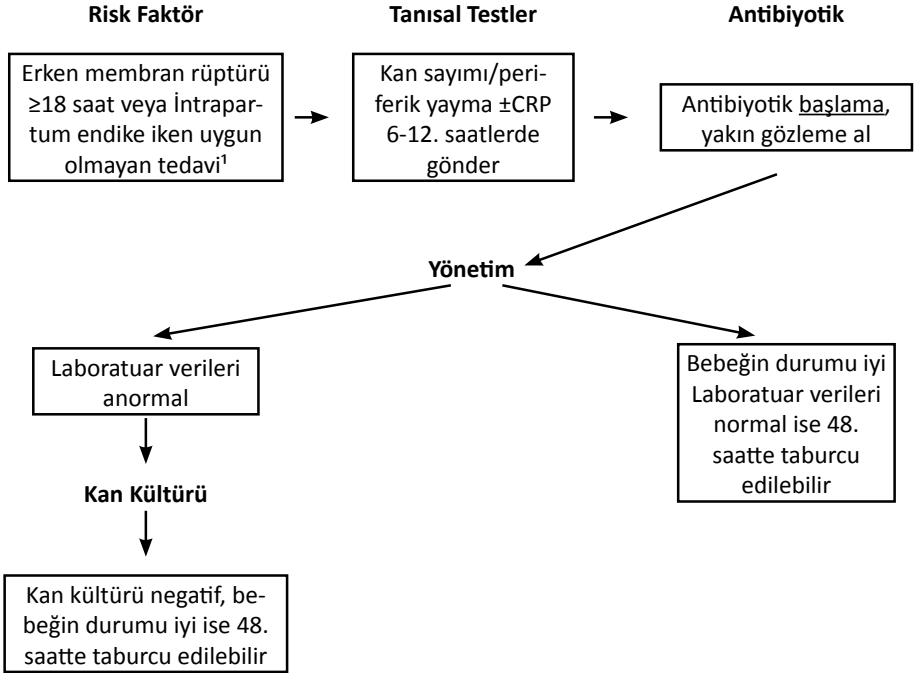 Risk Faktör
Tanısal Testler
Antibiyotik
Erken membran rüptürü
≥18 saat veya İntrapar-
tum endike iken uygun
olmayan tedavi¹
Kan sayımı/peri-
ferik yayma ±CRP
6-12. saatlerde
gönder
Antibiyotik başlama,
yakın gözleme al
Yönetim
Laboratuar verileri
anormal
Bebeğin durumu iyi
Laboratuar verileri
normal ise 48.
saatte taburcu
edilebilir
Kan Kültürü
Kan kültürü negatif, be-
beğin durumu iyi ise 48.
saatte taburcu edilebilir